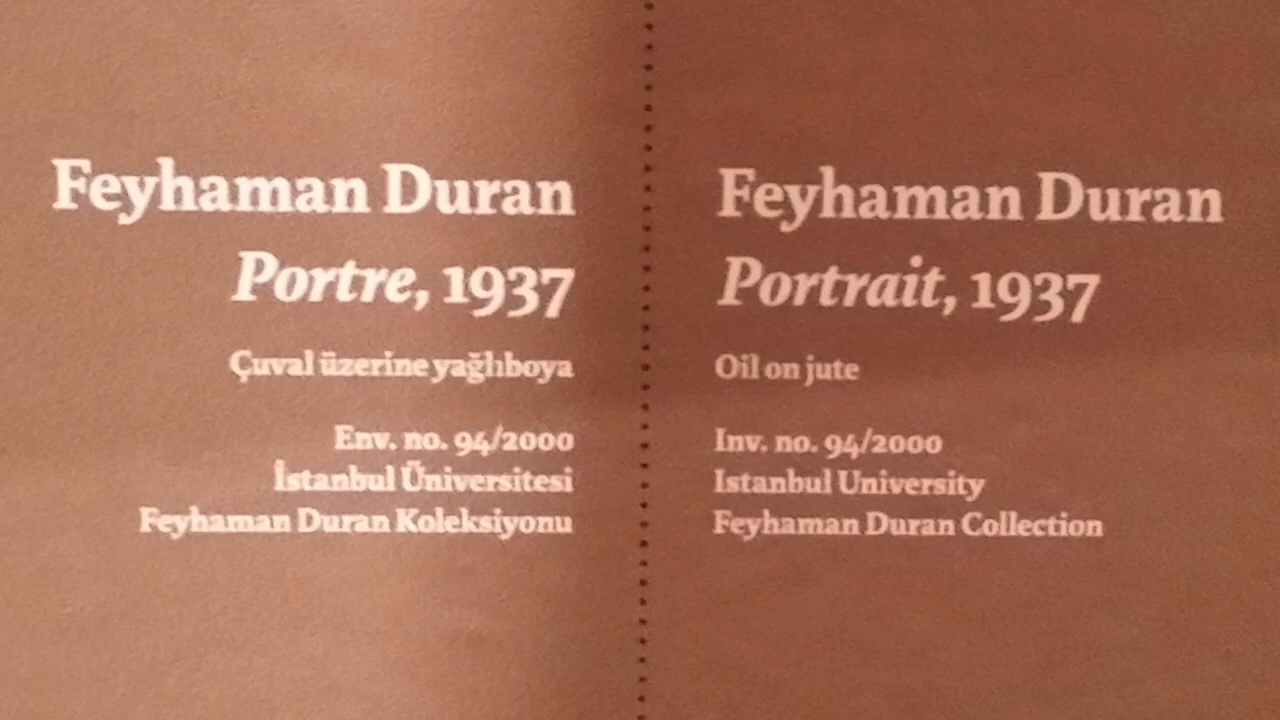 Feyhaman Duran
Portre, 1937
Çuval üzerine yağlıboya
Env. no. 94/2000
İstanbul Üniversitesi
Feyhaman Duran Koleksiyonu
Feyhaman Duran
Portrait, 1937
Oil on jute
Inv. no. 94/2000
Istanbul University
Feyhaman Duran Collection